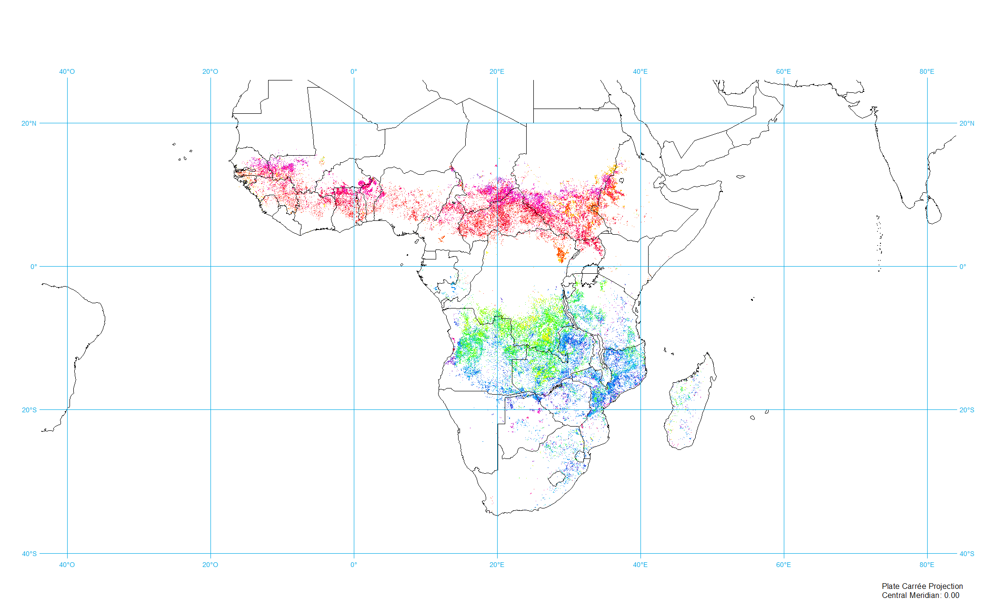 40°O 20°O 0° 20°E 40°E 60°E 80°E
20°N 20°N
0° 0°
20°S 20°S
40°S 40°S
40°O 20°O 0° 20°E 40°E 60°E 80°E
Plate Carrée Projection
Central Meridian: 0.00